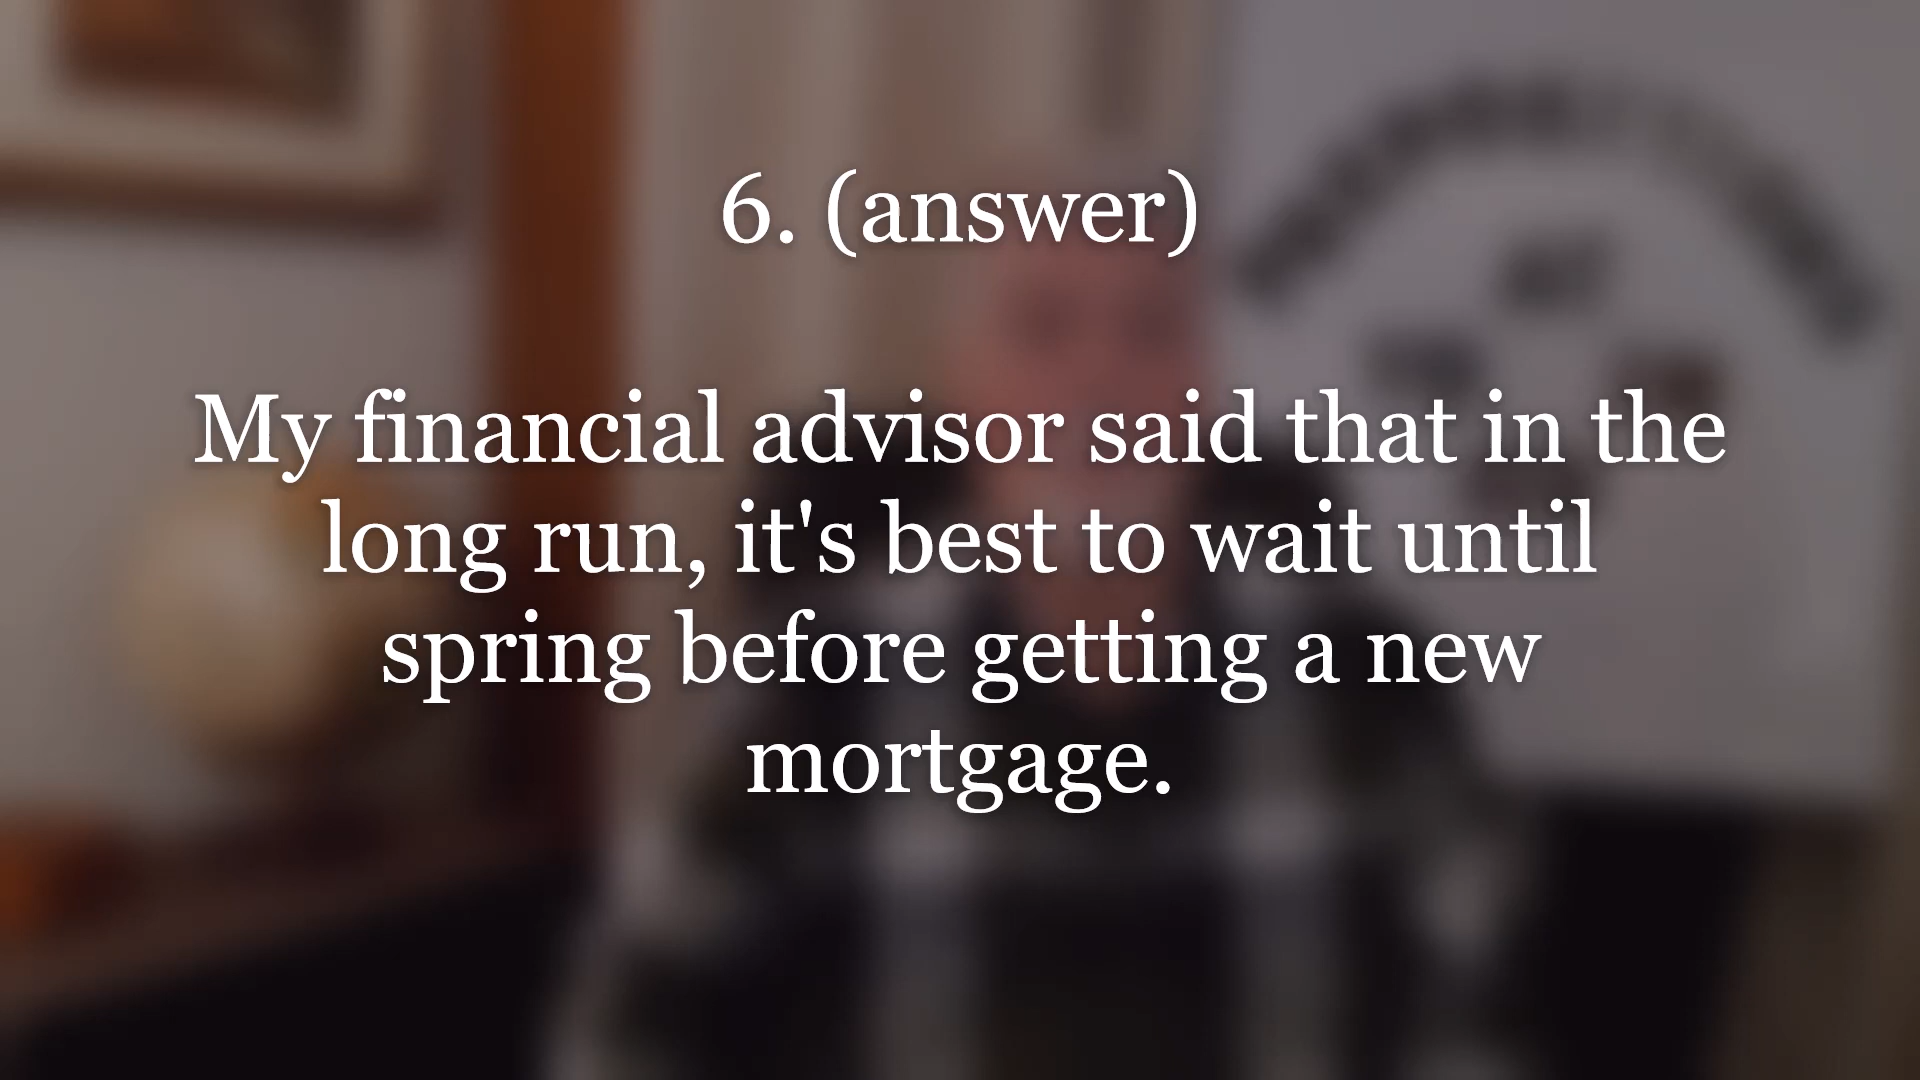 6. (answer)
My financial advisor said that in the
long run, it's best to wait until
spring before getting a new
mortgage.